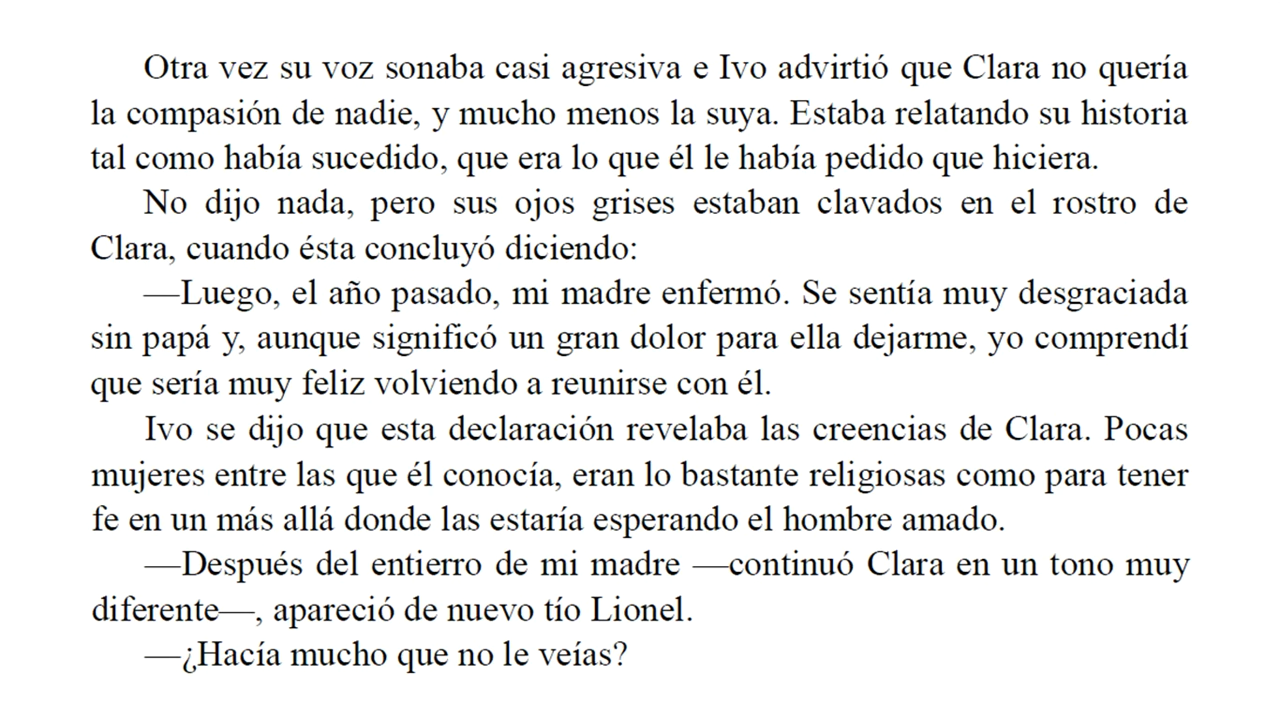 Otra vez su voz sonaba casi agresiva e Ivo advirtió que Clara no quería
la compasión de nadie, y mucho menos la suya. Estaba relatando su historia
tal como había sucedido, que era lo que él le había pedido que hiciera.
No dijo nada, pero sus ojos grises estaban clavados en el rostro de
Clara, cuando ésta concluyó diciendo:
—Luego, el año pasado, mi madre enfermó. Se sentía muy desgraciada
sin papá y, aunque significó un gran dolor para ella dejarme, yo comprendí
que sería muy feliz volviendo a reunirse con él.
Ivo se dijo que esta declaración revelaba las creencias de Clara. Pocas
mujeres entre las que él conocía, eran lo bastante religiosas como para tener
fe en un más allá donde las estaría esperando el hombre amado.
—Después del entierro de mi madre —continuó Clara en un tono muy
diferente—, apareció de nuevo tío Lionel.
—¿Hacía mucho que no le veías?